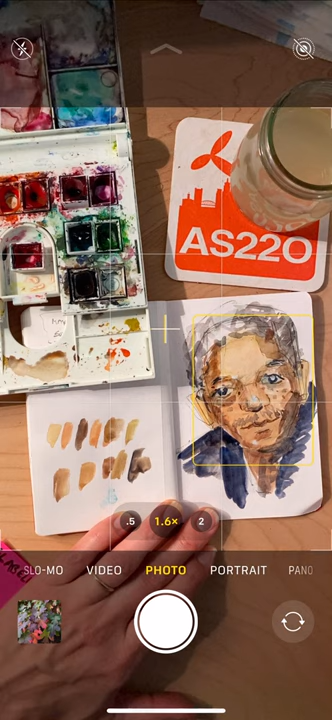 AS220
.5
1.6×
2
SLO-MO
VIDEO
PHOTO
PORTRAIT
PANO